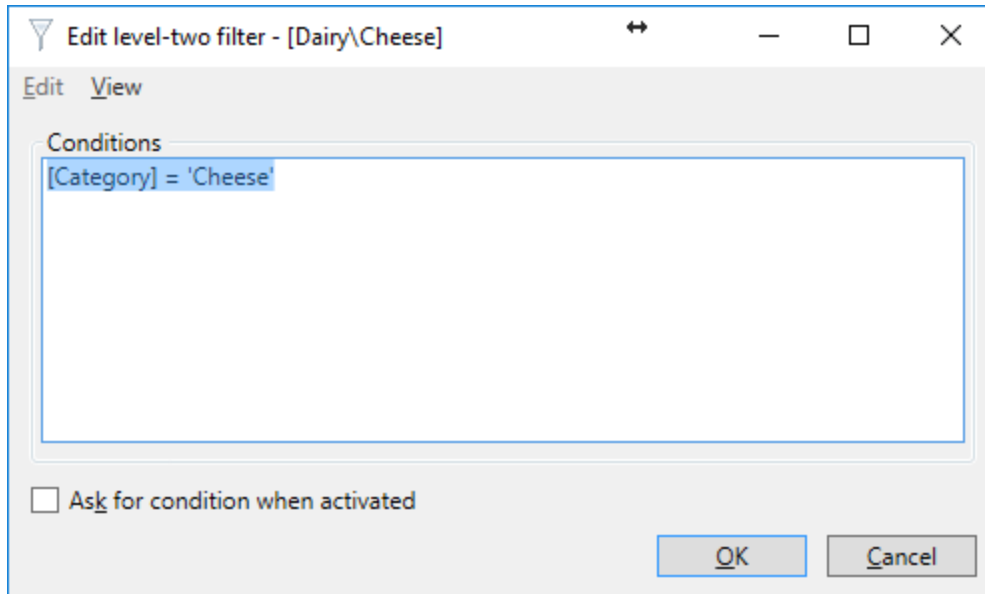 Edit level-two filter - [Dairy\Cheese]
Edit View
Conditions
[Category] = 'Cheese'
Ask for condition when activated
OK Cancel